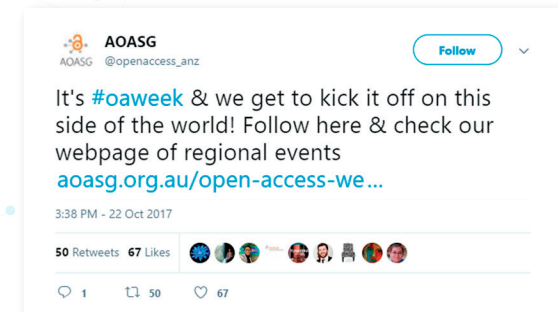 AOASG
AOASG @openaccess_anz
Follow
It's #oaweek & we get to kick it off on this
side of the world! Follow here & check our
webpage of regional events
aoasg.org.au/open-access-we...
3:38 PM - 22 Oct 2017
50 Retweets 67 Likes
1 50 67